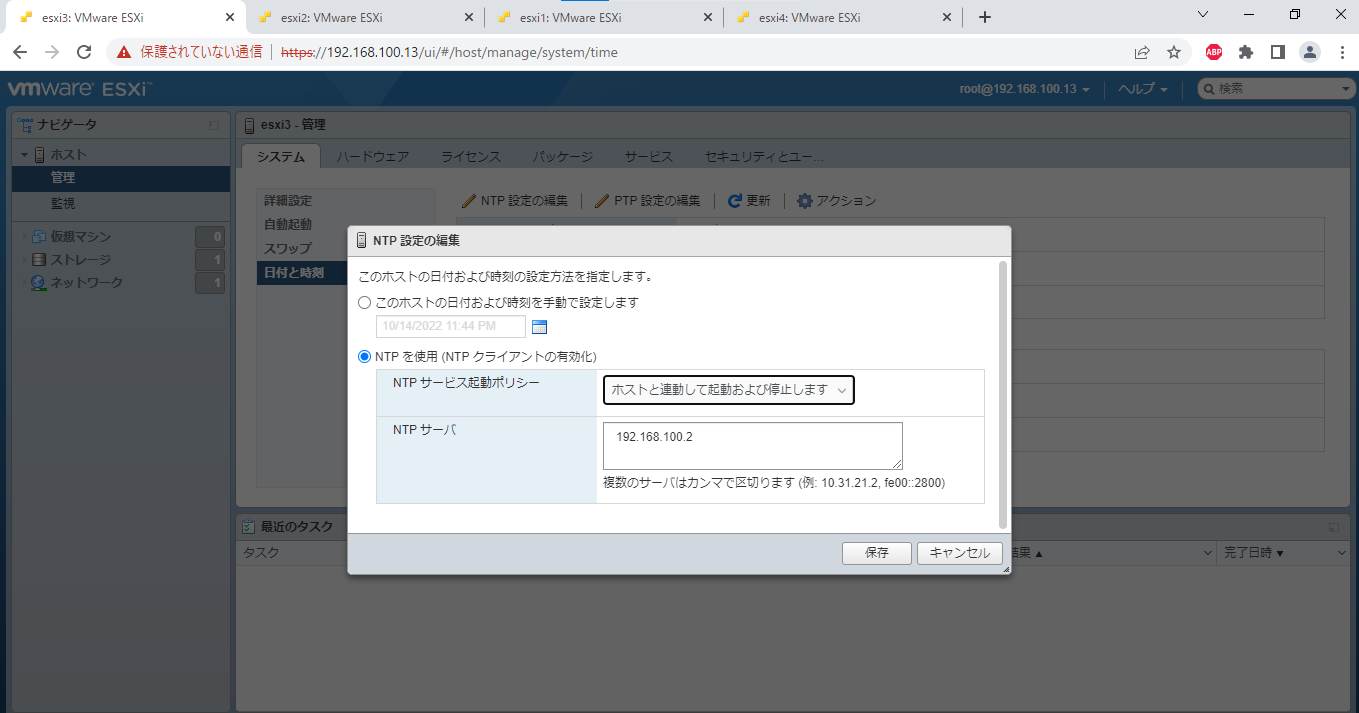 esxi3: VMware ESXi
esxi2: VMware ESXi
esxi1: VMware ESXi
esxi4: VMware ESXi
保護されていない通信
https://192.168.100.13/ui/#/host/manage/system/time
ABP
vmware ESXi™
root@192.168.100.13
ヘルプ
検索
ナビゲータ
esxi3 - 管理
ホスト
管理
監視
仮想マシン 0
ストレージ 1
ネットワーク 1
システム ハードウェア ライセンス パッケージ サービス セキュリティとユー...
詳細設定
自動起動
スワップ
日付と時刻
NTP 設定の編集 PTP 設定の編集 更新 アクション
NTP 設定の編集
このホストの日付および時刻の設定方法を指定します。
このホストの日付および時刻を手動で設定します
10/14/2022 11:44 PM
NTP を使用 (NTP クライアントの有効化)
NTP サービス起動ポリシー
ホストと連動して起動および停止します
NTP サーバ
192.168.100.2
複数のサーバはカンマで区切ります (例: 10.31.21.2, fe00::2800)
保存 キャンセル
最近のタスク
タスク
結果 ▲
完了日時 ▼